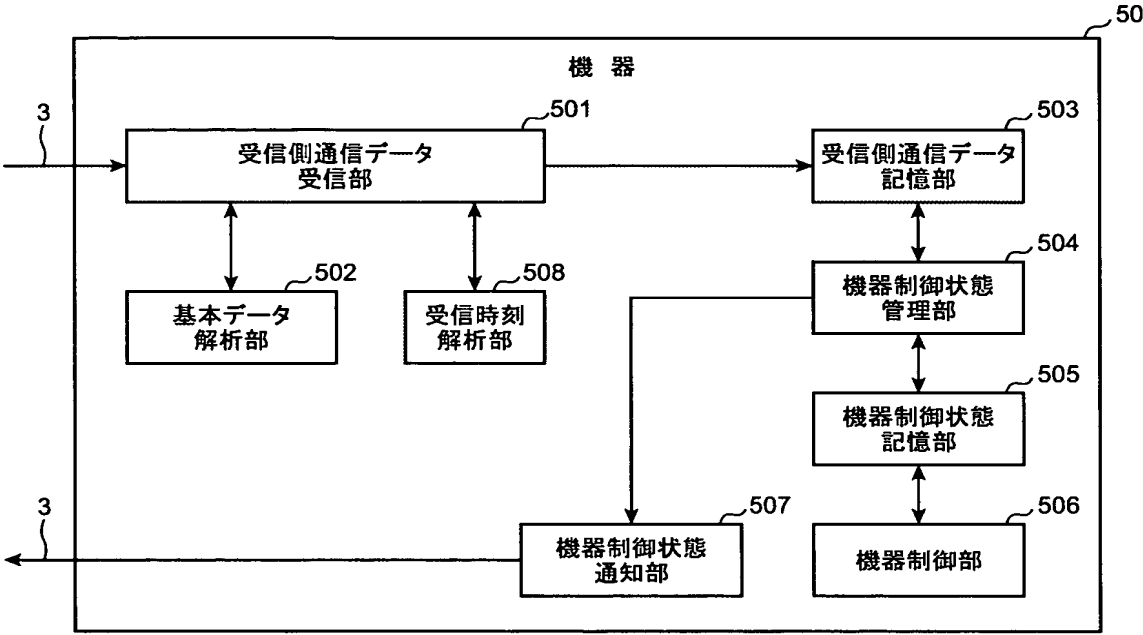 50
機器
3
501
受信側通信データ
受信部
503
受信側通信データ
記憶部
502
基本データ
解析部
508
受信時刻
解析部
504
機器制御状態
管理部
505
機器制御状態
記憶部
3
507
機器制御状態
通知部
506
機器制御部